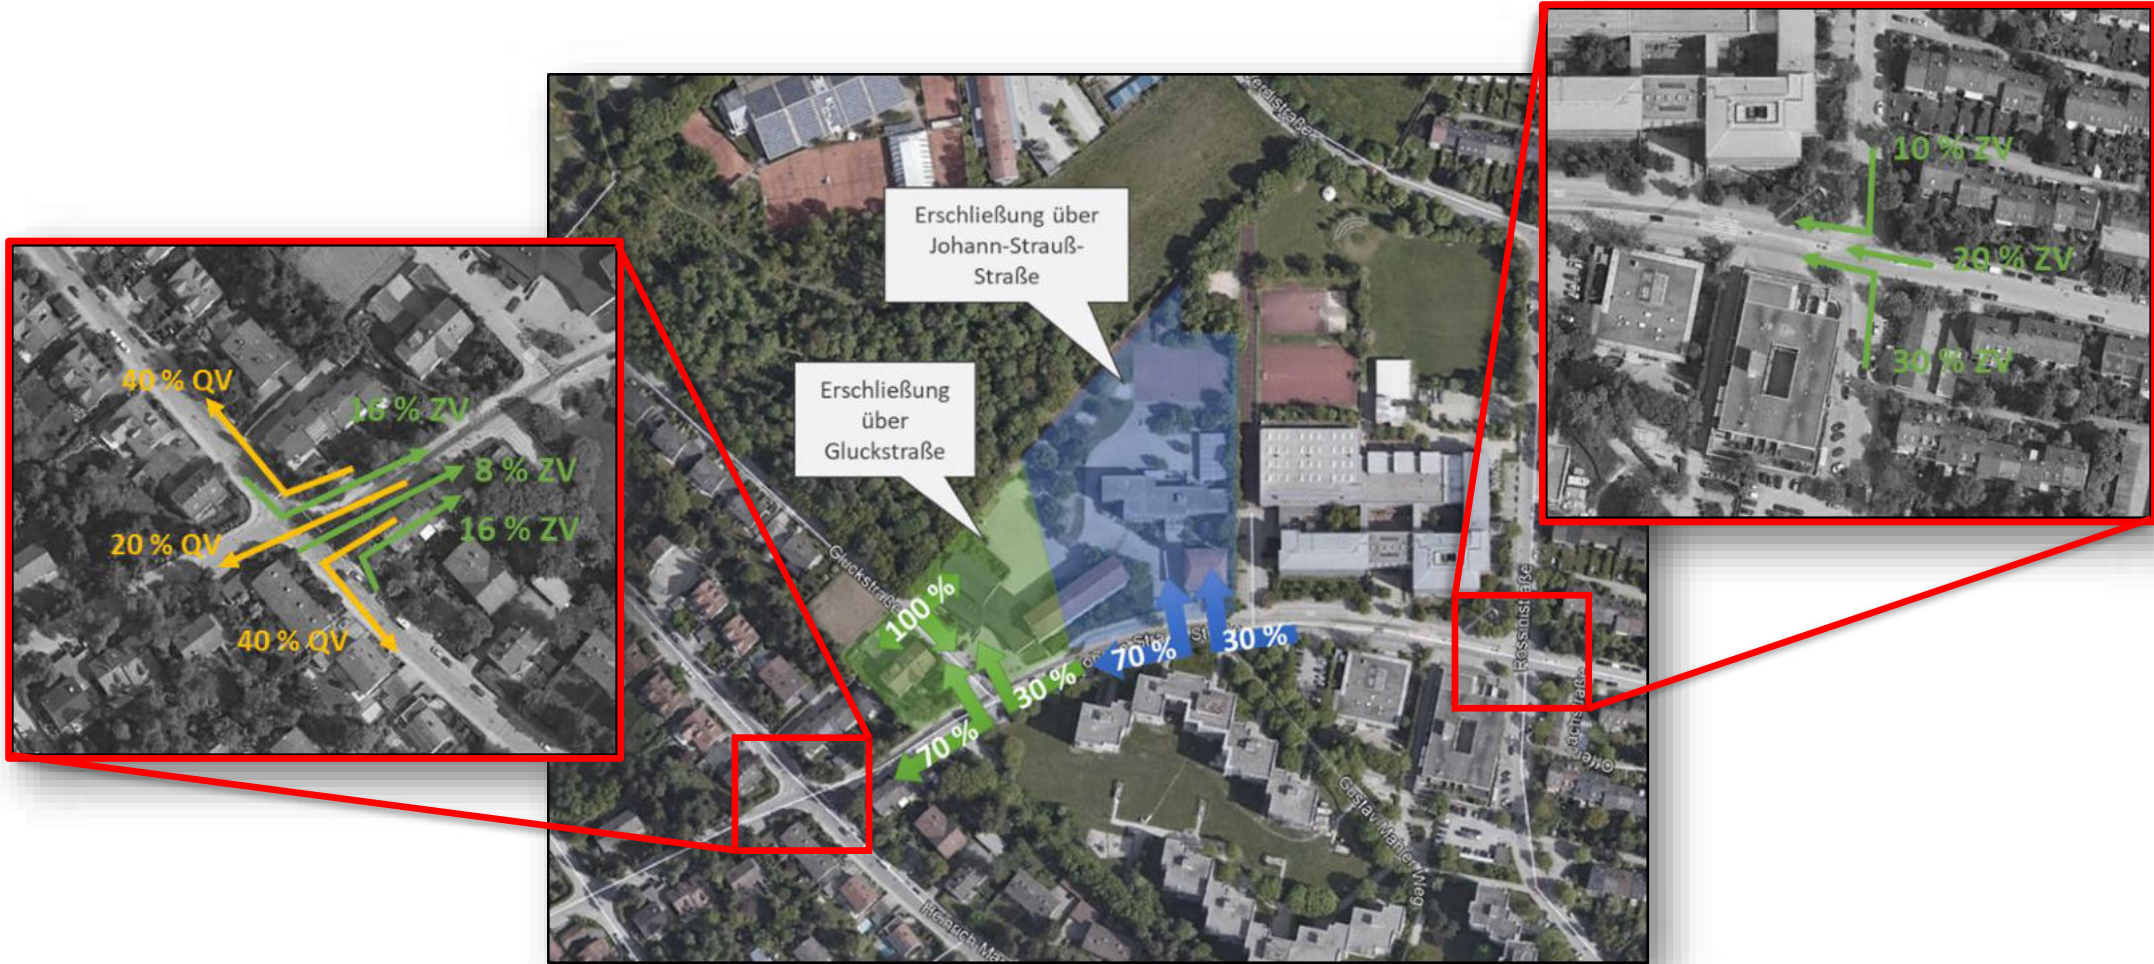 40 % QV
16 % ZV
8 % ZV
16 % ZV
20 % QV
40 % QV
Erschließung über
Johann-Strauß-
Straße
Erschließung
über
Gluckstraße
Gluckstraße
100 %
70 %
30 %
70 %
30 %
Rossinistraße
Gustav-Mahler-Weg
10 % ZV
20 % ZV
30 % ZV